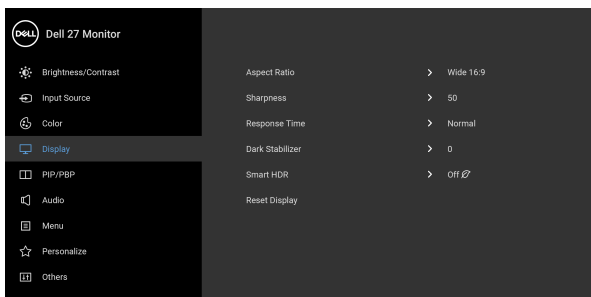 DELL Dell 27 Monitor
Brightness/Contrast
Input Source
Color
Display
PIP/PBP
Audio
Menu
Personalize
Others
Aspect Ratio > Wide 16:9
Sharpness > 50
Response Time > Normal
Dark Stabilizer > 0
Smart HDR > Off
Reset Display